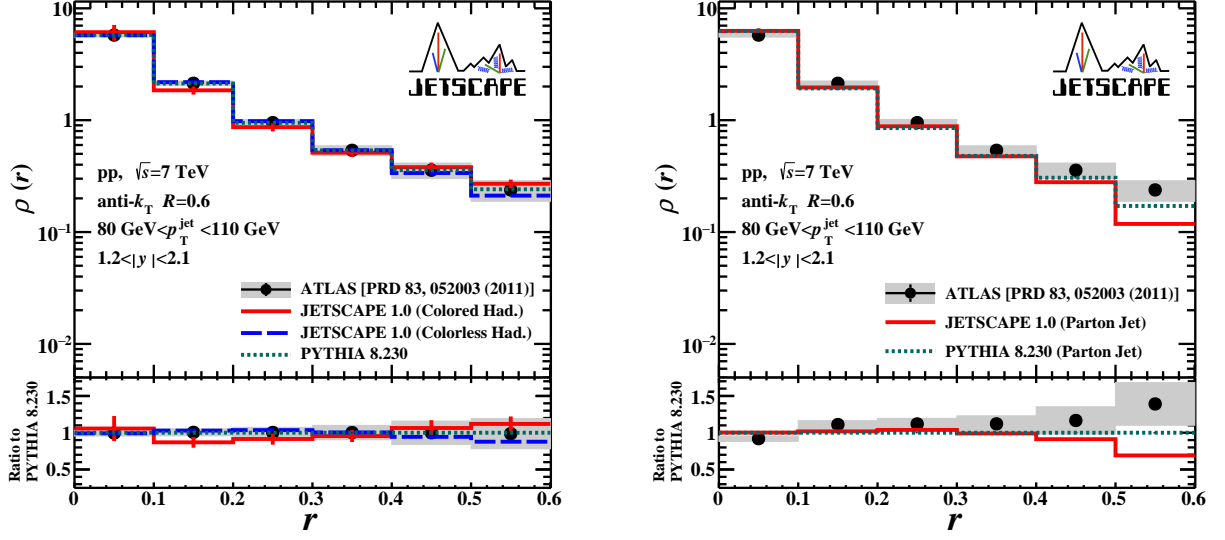 10
1
10⁻¹
10⁻²
ρ (r)
JETSCAPE
pp, √s=7 TeV
anti-k_T R=0.6
80 GeV<p_T^jet <110 GeV
1.2<|y|<2.1
ATLAS [PRD 83, 052003 (2011)]
JETSCAPE 1.0 (Colored Had.)
JETSCAPE 1.0 (Colorless Had.)
PYTHIA 8.230
Ratio to
PYTHIA 8.230
1.5
1
0.5
0 0.1 0.2 0.3 0.4 0.5 0.6
r
10
1
10⁻¹
10⁻²
ρ (r)
JETSCAPE
pp, √s=7 TeV
anti-k_T R=0.6
80 GeV<p_T^jet <110 GeV
1.2<|y|<2.1
ATLAS [PRD 83, 052003 (2011)]
JETSCAPE 1.0 (Parton Jet)
PYTHIA 8.230 (Parton Jet)
Ratio to
PYTHIA 8.230
1.5
1
0.5
0 0.1 0.2 0.3 0.4 0.5 0.6
r